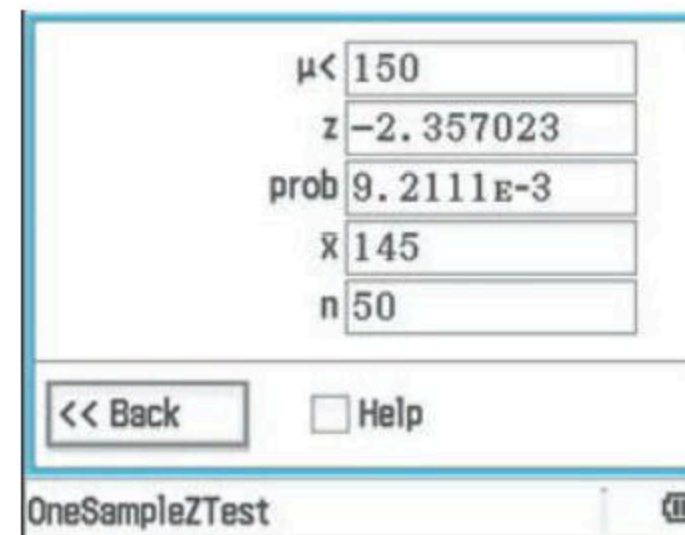 μ< 150
z -2.357023
prob 9.2111E-3
x̄ 145
n 50
<< Back Help
OneSampleZTest